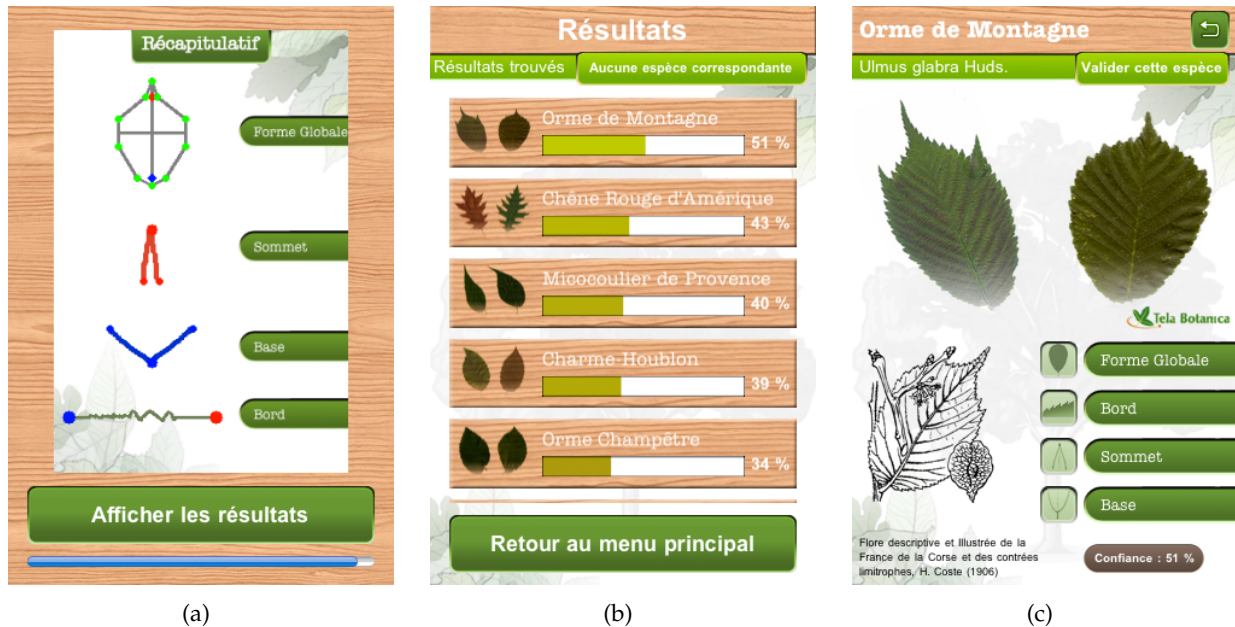 Récapitulatif
Forme Globale
Sommet
Base
Bord
Afficher les résultats
(a)
Résultats
Résultats trouvés
Aucune espèce correspondante
Orme de Montagne
51 %
Chêne Rouge d'Amérique
43 %
Micocoulier de Provence
40 %
Charme-Houblon
39 %
Orme Champêtre
34 %
Retour au menu principal
(b)
Orme de Montagne
Ulmus glabra Huds.
Valider cette espèce
Tela Botanica
Forme Globale
Bord
Sommet
Base
Flore descriptive et Illustrée de la
France de la Corse et des contrées
limitrophes, H. Coste (1906)
Confiance : 51 %
(c)